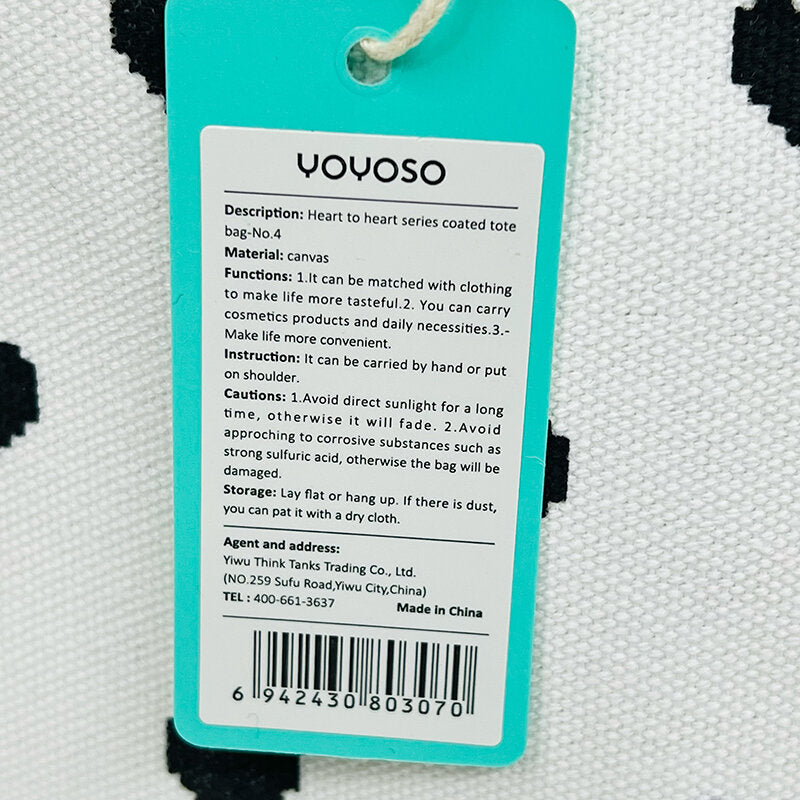 YOYOSO
Description: Heart to heart series coated tote
bag-No.4
Material: canvas
Functions: 1.It can be matched with clothing
to make life more tasteful.2. You can carry
cosmetics products and daily necessities.3.-
Make life more convenient.
Instruction: It can be carried by hand or put
on shoulder.
Cautions: 1.Avoid direct sunlight for a long
time, otherwise it will fade. 2.Avoid
approching to corrosive substances such as
strong sulfuric acid, otherwise the bag will be
damaged.
Storage: Lay flat or hang up. If there is dust,
you can pat it with a dry cloth.
Agent and address:
Yiwu Think Tanks Trading Co., Ltd.
(NO.259 Sufu Road,Yiwu City,China)
TEL : 400-661-3637 Made in China
6 942430 803070